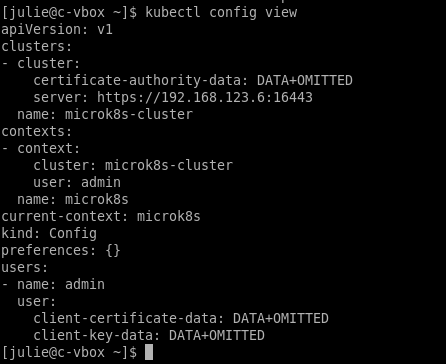 [julie@c-vbox ~]$ kubectl config view
apiVersion: v1
clusters:
- cluster:
    certificate-authority-data: DATA+OMITTED
    server: https://192.168.123.6:16443
  name: microk8s-cluster
contexts:
- context:
    cluster: microk8s-cluster
    user: admin
  name: microk8s
current-context: microk8s
kind: Config
preferences: {}
users:
- name: admin
  user:
    client-certificate-data: DATA+OMITTED
    client-key-data: DATA+OMITTED
[julie@c-vbox ~]$